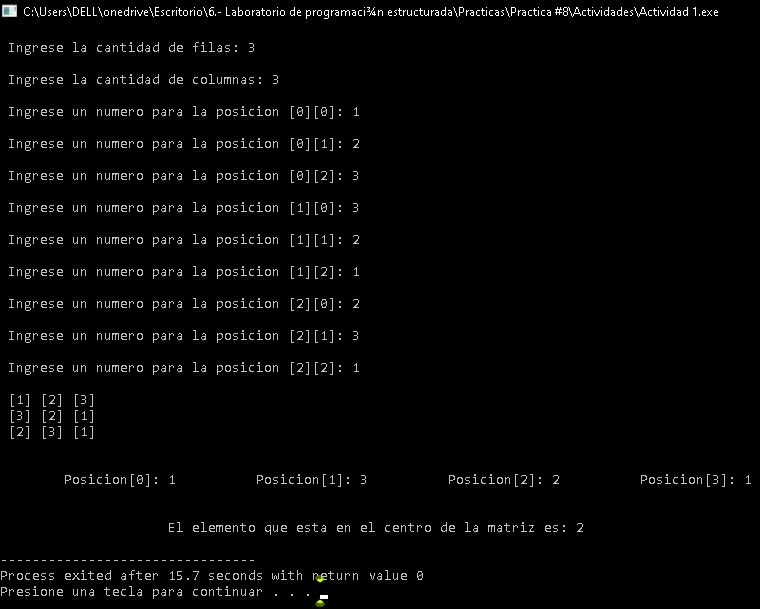 C:\Users\DELL\onedrive\Escritorio\6.- Laboratorio de programaci¾n estructurada\Practicas\Practica #8\Actividades\Actividad 1.exe
Ingrese la cantidad de filas: 3
Ingrese la cantidad de columnas: 3
Ingrese un numero para la posicion [0][0]: 1
Ingrese un numero para la posicion [0][1]: 2
Ingrese un numero para la posicion [0][2]: 3
Ingrese un numero para la posicion [1][0]: 3
Ingrese un numero para la posicion [1][1]: 2
Ingrese un numero para la posicion [1][2]: 1
Ingrese un numero para la posicion [2][0]: 2
Ingrese un numero para la posicion [2][1]: 3
Ingrese un numero para la posicion [2][2]: 1
[1] [2] [3]
[3] [2] [1]
[2] [3] [1]
Posicion[0]: 1 Posicion[1]: 3 Posicion[2]: 2 Posicion[3]: 1
El elemento que esta en el centro de la matriz es: 2
--------------------------------
Process exited after 15.7 seconds with return value 0
Presione una tecla para continuar . . .